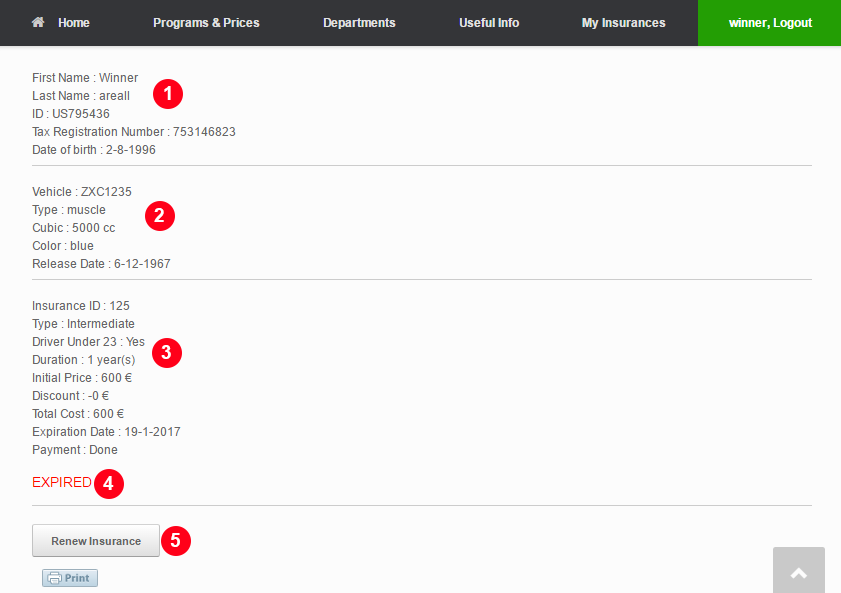 Home Programs & Prices Departments Useful Info My Insurances winner, Logout
First Name : Winner
1
Last Name : areall
ID : US795436
Tax Registration Number : 753146823
Date of birth : 2-8-1996
Vehicle : ZXC1235
Type : muscle
2
Cubic : 5000 cc
Color : blue
Release Date : 6-12-1967
Insurance ID : 125
Type : Intermediate
Driver Under 23 : Yes
3
Duration : 1 year(s)
Initial Price : 600 €
Discount : -0 €
Total Cost : 600 €
Expiration Date : 19-1-2017
Payment : Done
EXPIRED 4
Renew Insurance 5
Print